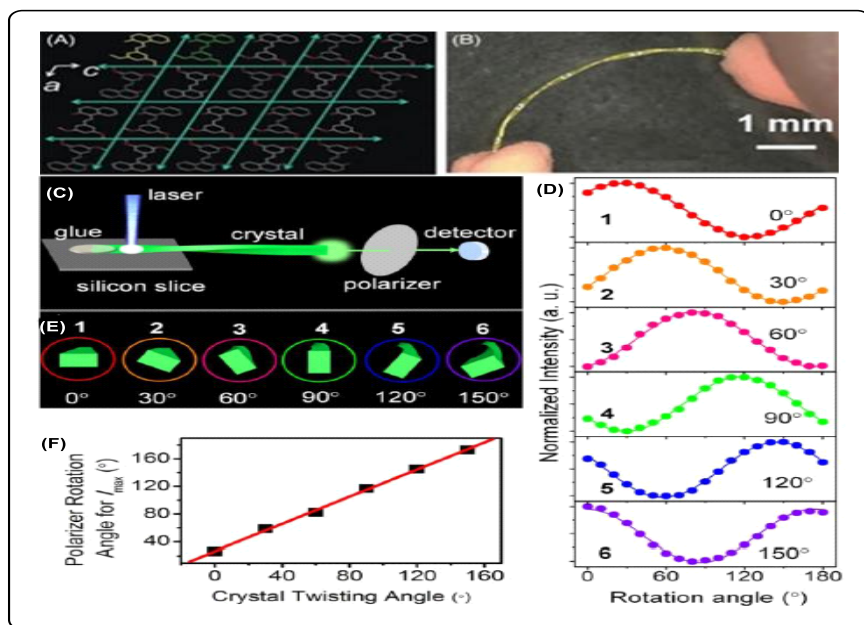 (A)
c
a
(B)
1 mm
(C)
laser
glue
crystal
detector
silicon slice
polarizer
(D)
1
0°
2
30°
3
60°
4
90°
5
120°
6
150°
Normalized Intensity (a. u.)
0
60
120
180
Rotation angle (°)
(E)
1 2 3 4 5 6
0° 30° 60° 90° 120° 150°
(F)
160
120
80
40
Polarizer Rotation
Angle for I max (°)
0 40 80 120 160
Crystal Twisting Angle (°)